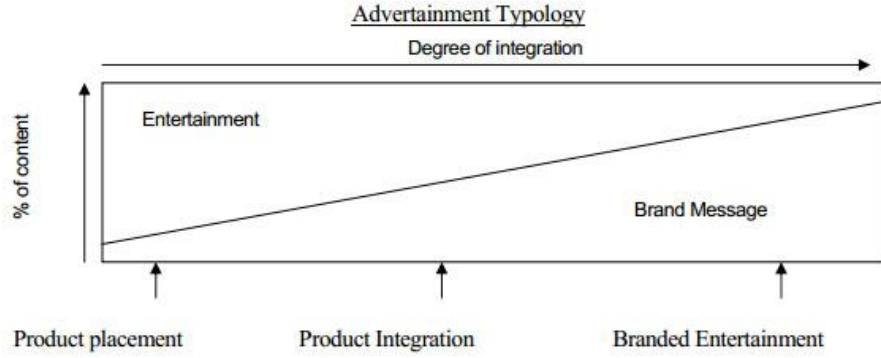 Advertainment Typology
Degree of integration
Entertainment
% of content
Brand Message
Product placement
Product Integration
Branded Entertainment